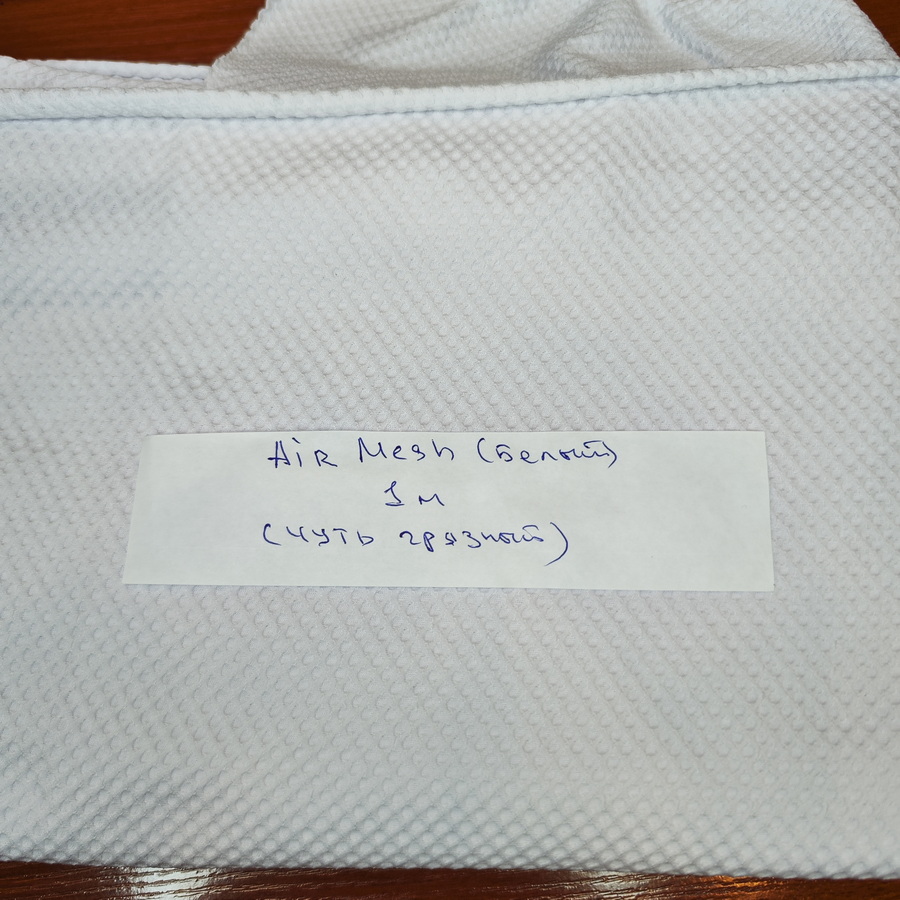 Air Mesh (белый)
1 м
(чуть грязный)